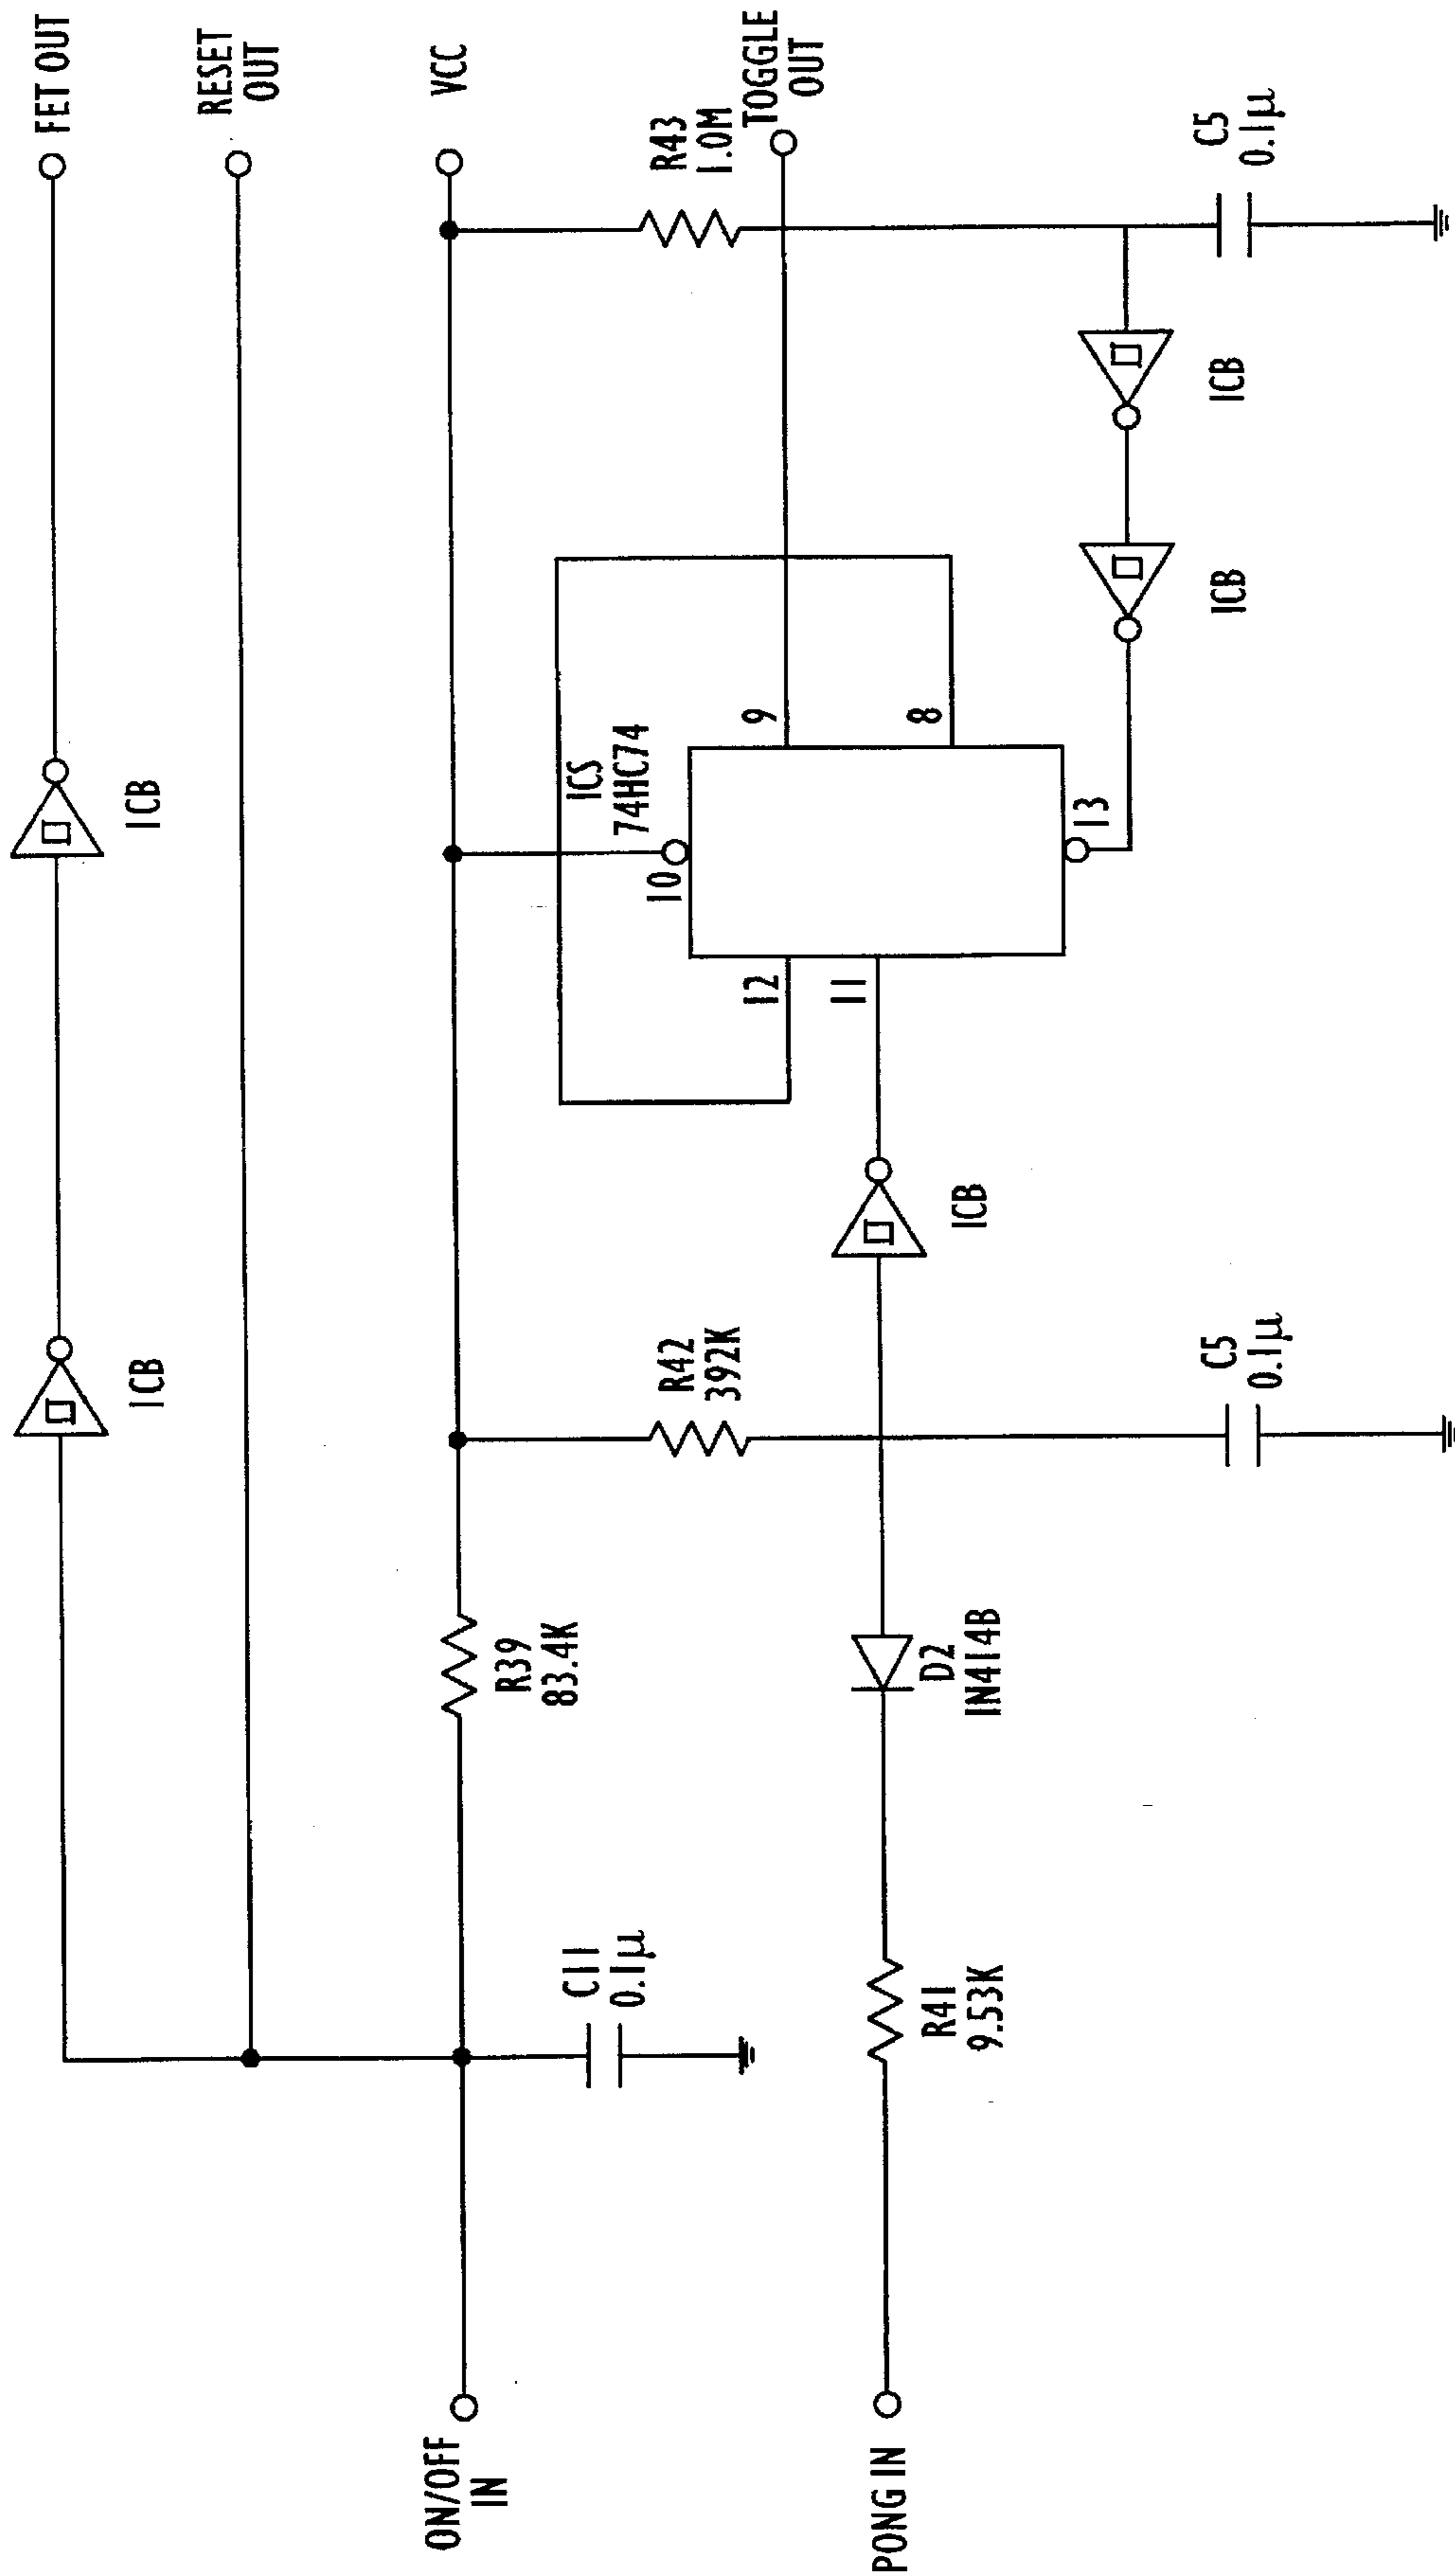 FET OUT
RESET
OUT
VCC
TOGGLE
OUT
ICB
ICB
R39
83.4K
C11
0.1μ
ON/OFF
IN
R42
392K
R43
1.0M
ICS
74HC74
10
9
8
12
11
13
ICB
ICB
ICB
C5
0.1μ
C5
0.1μ
D2
IN414B
R41
9.53K
PONG IN